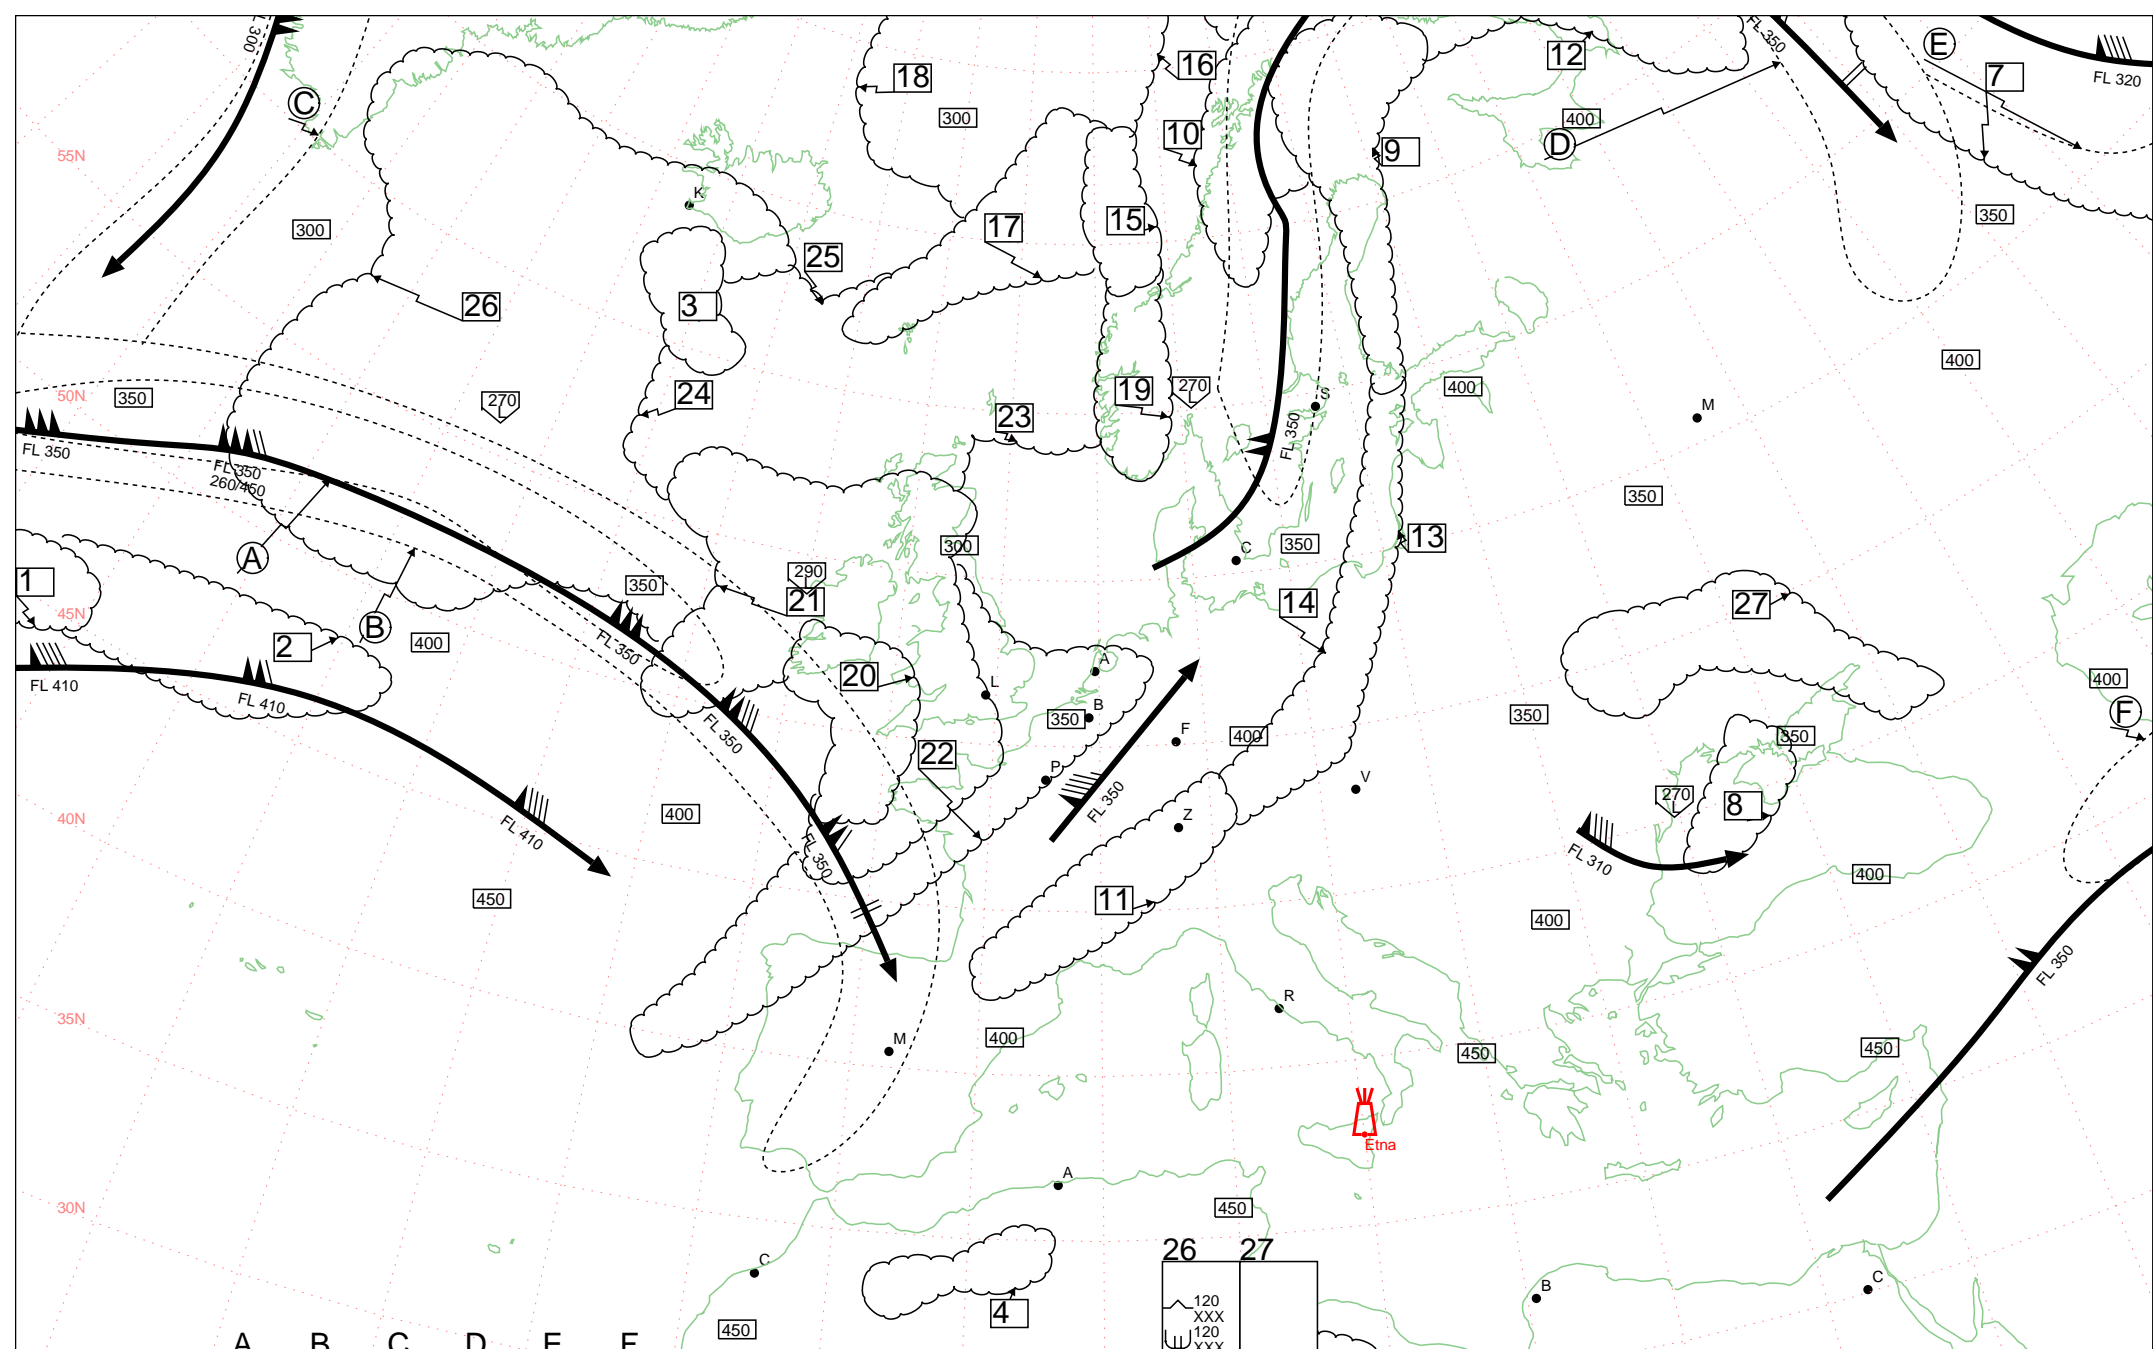 300
FL 350
E
FL 320
7
12
18
16
C
300
400
10
D
9
55N
K
300
17
15
350
25
26
3
400
50N
350
270
24
23
19
270
S
400
M
FL 350
FL 350
FL 350
260/450
350
A
300
C
350
13
1
290
350
21
14
27
45N
B
2
400
FL 350
20
A
L
FL 410
FL 410
B
350
F
400
350
400
F
350
22
FL 350
P
V
270
8
40N
400
FL 410
FL 350
FL 350
Z
FL 310
400
450
11
400
FL 350
35N
R
M
400
450
450
Etna
A
30N
450
26 27
C
B
C
120
XXX
4
450
120
XXX
A B C D E F